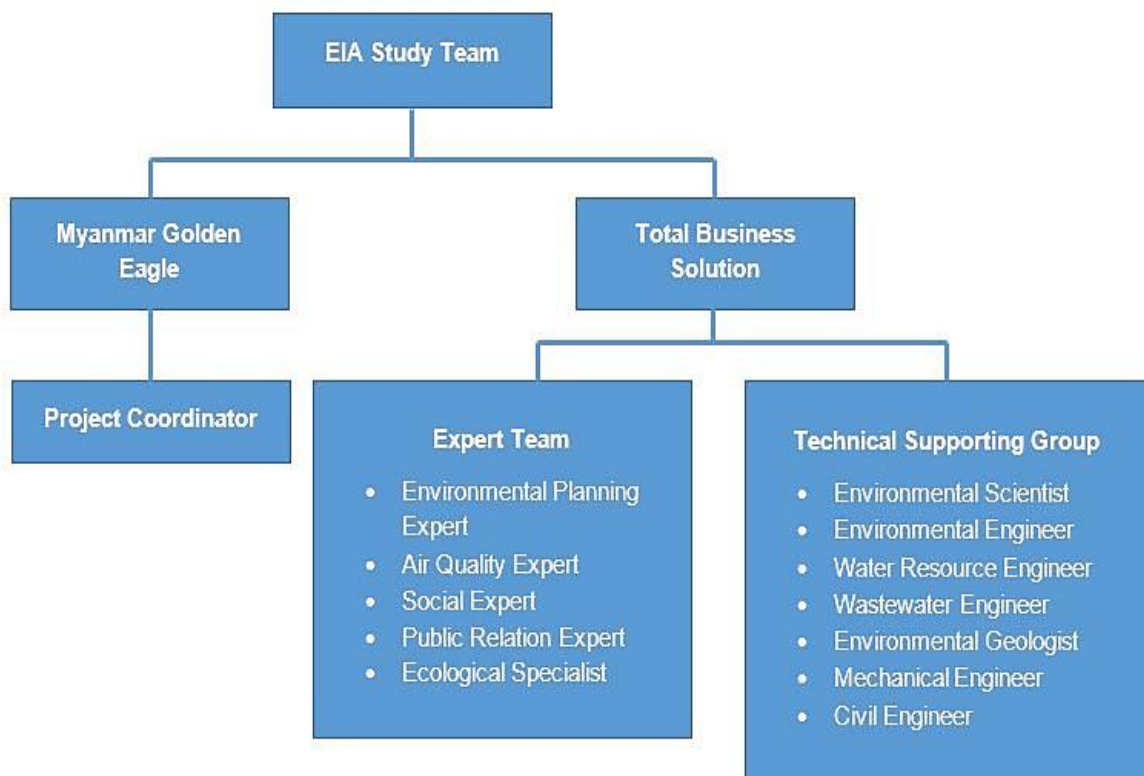 EIA Study Team
Myanmar Golden
Eagle
Total Business
Solution
Project Coordinator
Expert Team
• Environmental Planning
Expert
• Air Quality Expert
• Social Expert
• Public Relation Expert
• Ecological Specialist
Technical Supporting Group
• Environmental Scientist
• Environmental Engineer
• Water Resource Engineer
• Wastewater Engineer
• Environmental Geologist
• Mechanical Engineer
• Civil Engineer